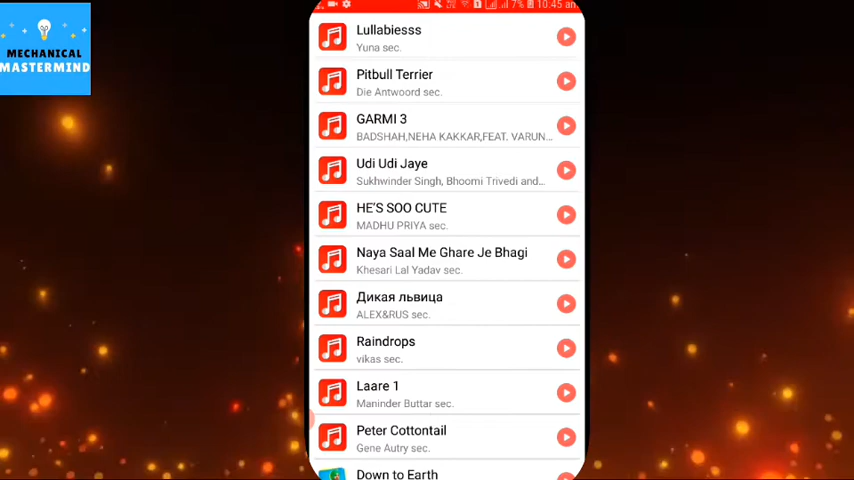 MECHANICAL
MASTERMIND
7% 10.45 am
Lullabiesss
Yuna sec.
Pitbull Terrier
Die Antwoord sec.
GARMI 3
BADSHAH,NEHA KAKKAR,FEAT. VARUN...
Udi Udi Jaye
Sukhwinder Singh, Bhoomi Trivedi and...
HE'S SOO CUTE
MADHU PRIYA sec.
Naya Saal Me Ghare Je Bhagi
Khesari Lal Yadav sec.
Дикая львица
ALEX&RUS sec.
Raindrops
vikas sec.
Laare 1
Maninder Buttar sec.
Peter Cottontail
Gene Autry sec.
Down to Earth